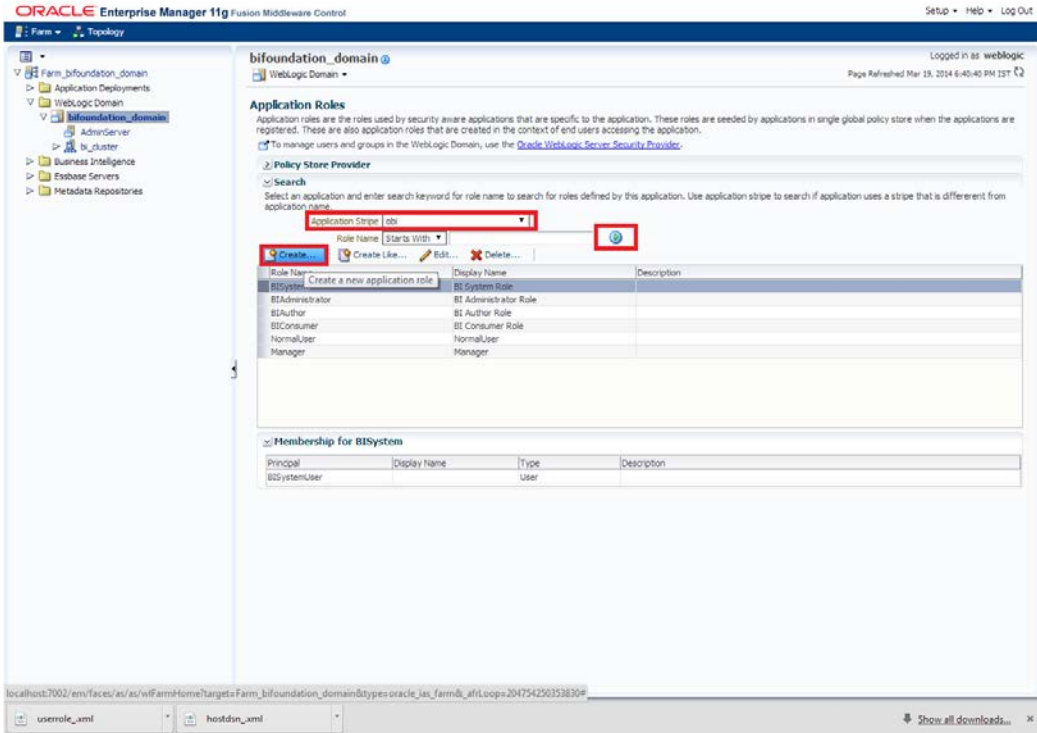 ORACLE Enterprise Manager 11g Fusion Middleware Control
Setup Help Log Out
Farm Topology
Farm_bifoundation_domain
Application Deployments
WebLogic Domain
bifoundation_domain
AdminServer
bi_cluster
Business Intelligence
Essbase Servers
Metadata Repositories
bifoundation_domain
Logged in as weblogic
WebLogic Domain
Page Refreshed Mar 19, 2014 6:40:40 PM IST
Application Roles
Application roles are the roles used by security aware applications that are specific to the application. These roles are seeded by applications in single global policy store when the applications are
registered. These are also application roles that are created in the context of end users accessing the application.
To manage users and groups in the WebLogic Domain, use the Oracle WebLogic Server Security Provider.
Policy Store Provider
Search
Select an application and enter search keyword for role name to search for roles defined by this application. Use application stripe to search if application uses a stripe that is differerent from
application name.
Application Stripe obi
Role Name Starts With
Create... Create Like... Edit... Delete...
Role Name Display Name Description
Create a new application role
BISystem BI System Role
BIAdministrator BI Administrator Role
BIAuthor BI Author Role
BIConsumer BI Consumer Role
NormalUser NormalUser
Manager Manager
Membership for BISystem
Principal Display Name Type Description
BISystemUser User
localhost:7002/em/faces/as/as/wlFarmHome?target=Farm_bifoundation_domain&type=oracle_ias_farm&_afrLoop=204754250353830#
userrole_.xml hostdsn_.xml Show all downloads...